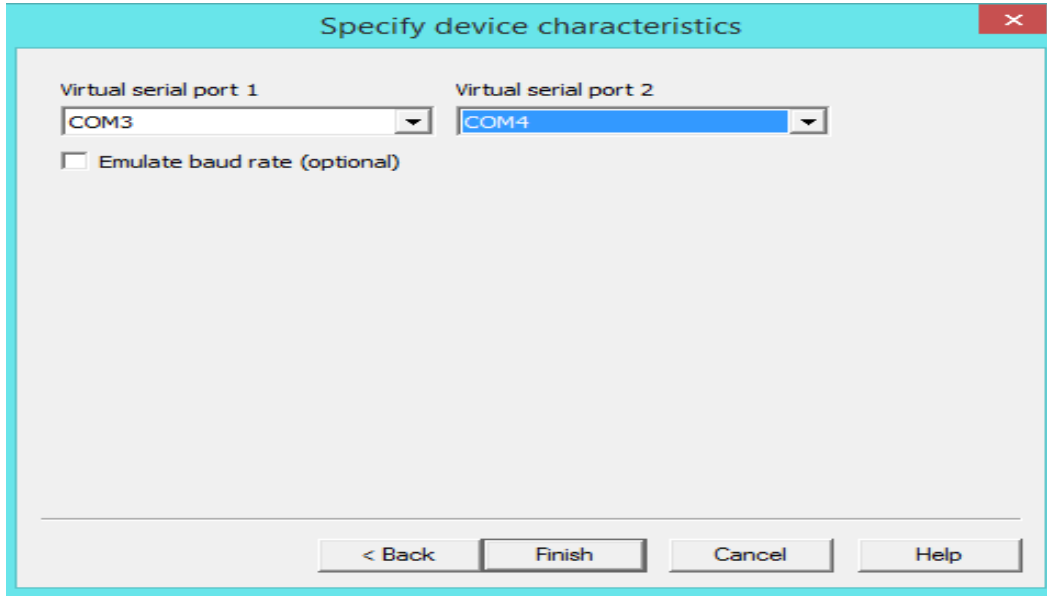 Specify device characteristics
Virtual serial port 1 Virtual serial port 2
COM3 COM4
Emulate baud rate (optional)
< Back Finish Cancel Help